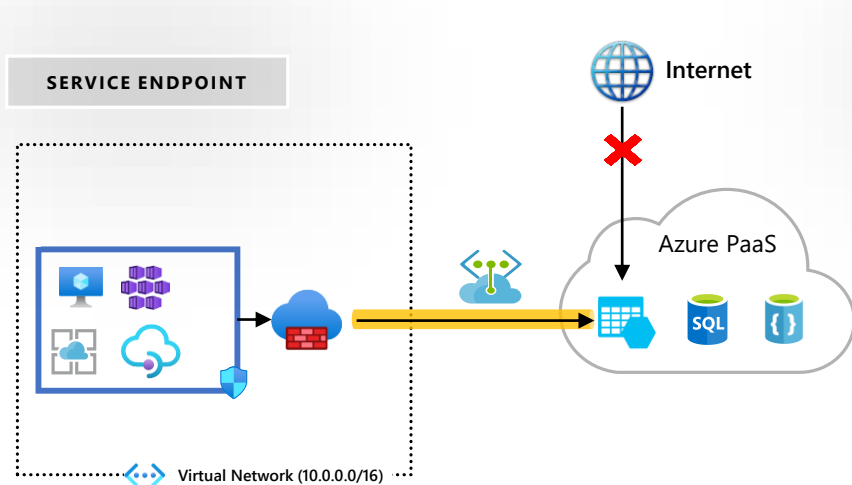 SERVICE ENDPOINT
Internet
Azure PaaS
SQL
{ }
Virtual Network (10.0.0.0/16)